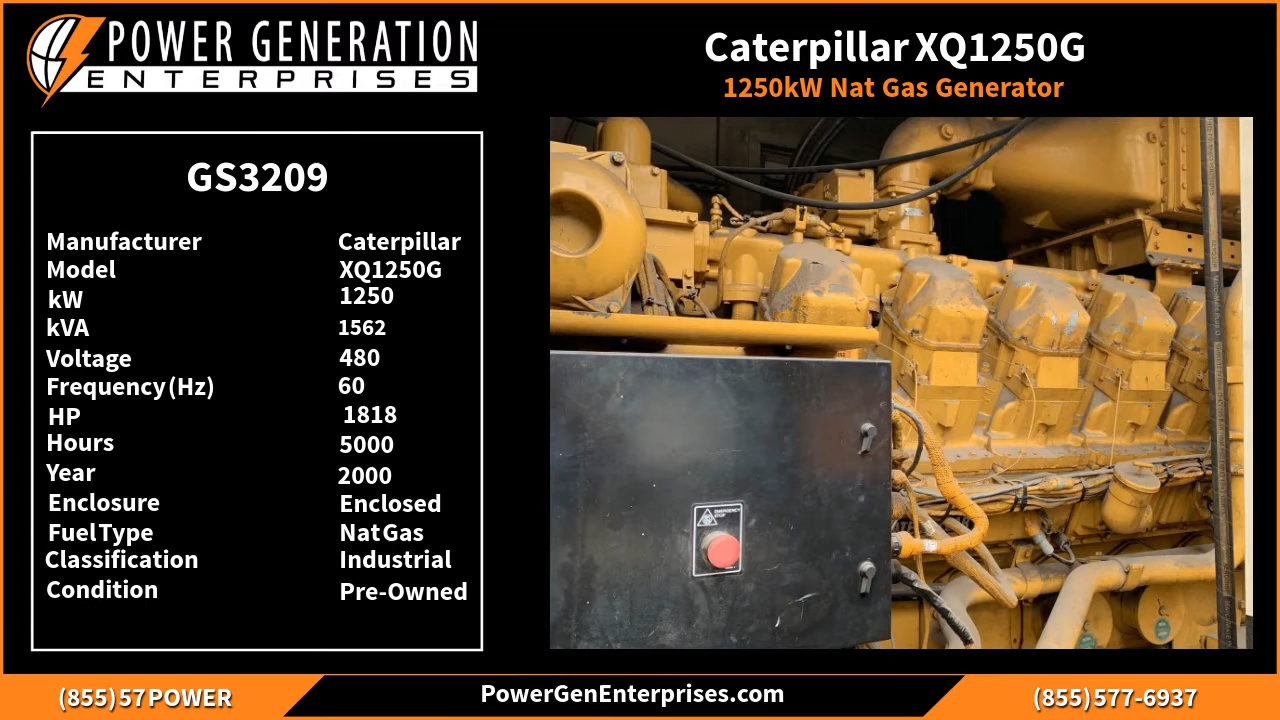 POWER GENERATION
ENTERPRISES
Caterpillar XQ1250G
1250kW Nat Gas Generator
GS3209
Manufacturer Caterpillar
Model XQ1250G
kW 1250
kVA 1562
Voltage 480
Frequency (Hz) 60
HP 1818
Hours 5000
Year 2000
Enclosure Enclosed
Fuel Type Nat Gas
Classification Industrial
Condition Pre-Owned
EMERGENCY
STOP
(855) 57 POWER
PowerGenEnterprises.com
(855) 577-6937